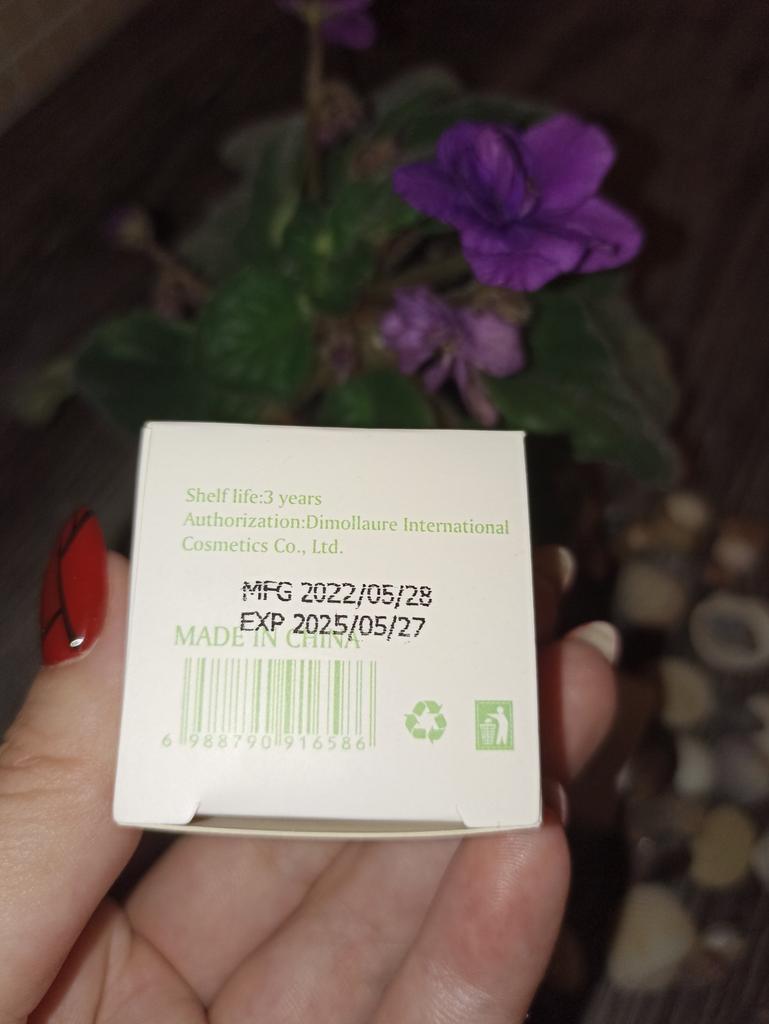 Shelf life:3 years
Authorization:Dimollaure International
Cosmetics Co., Ltd.
MFG 2022/05/28
EXP 2025/05/27
MADE IN CHINA
6 988790 916586